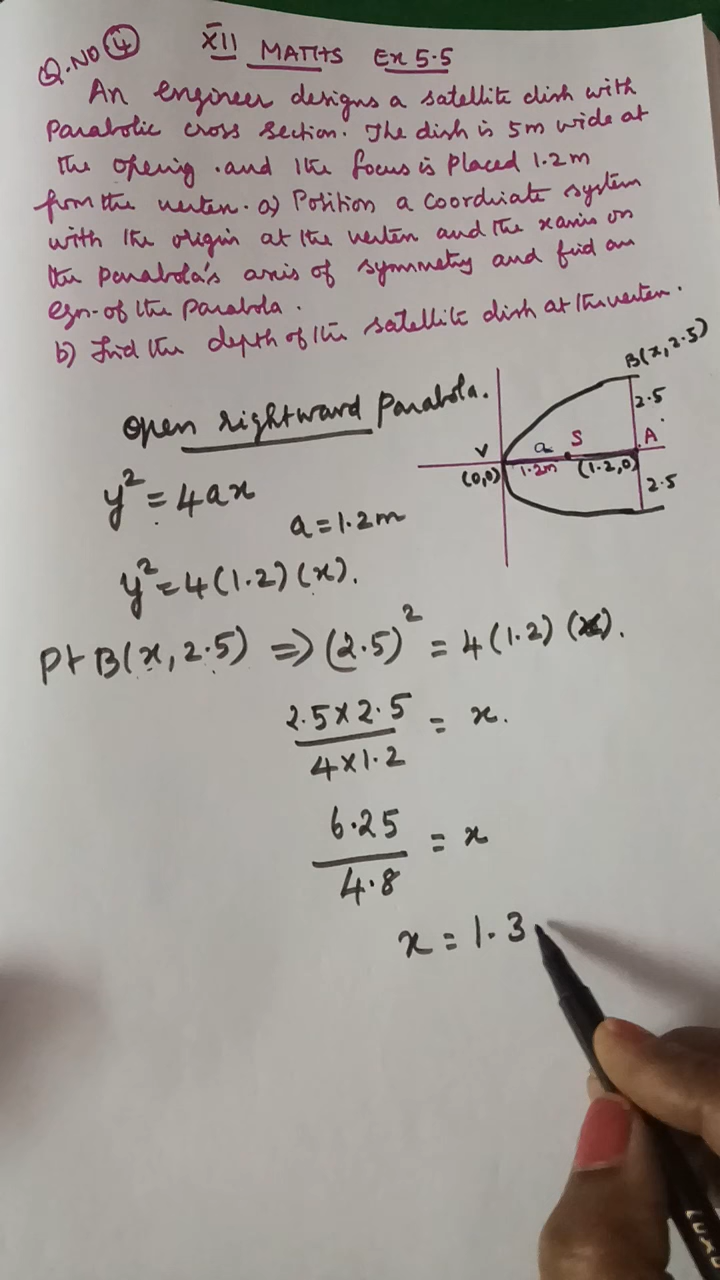 Q.NO 4 XII MATHS Ex 5.5
An engineer designs a satellite dish with
Parabolic cross section. The dish is 5m wide at
the opening .and the focus is placed 1.2m
from the vertex. a) Position a coordinate system
with the origin at the vertex and the x axis on
the parabola's axis of symmetry and find an
eqn. of the parabola.
b) Find the depth of the satellite dish at the vertex.
B(x, 2.5)
2.5
V a S A
(0,0) 1.2m (1.2,0)
2.5
open rightward Parabola.
y² = 4ax
a = 1.2m
y² = 4(1.2)(x).
Pt B(x, 2.5) => (2.5)² = 4(1.2)(x).
2.5 x 2.5
= x.
4 x 1.2
6.25
= x
4.8
x = 1.3